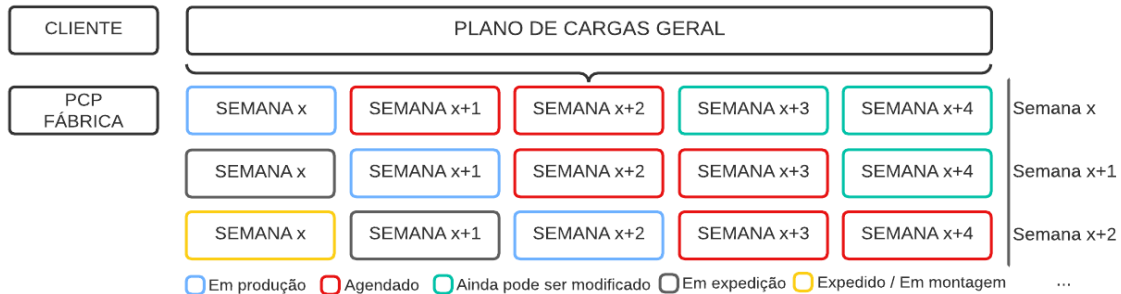 CLIENTE
PLANO DE CARGAS GERAL
PCP
FÁBRICA
SEMANA x
SEMANA x+1
SEMANA x+2
SEMANA x+3
SEMANA x+4
Semana x
SEMANA x
SEMANA x+1
SEMANA x+2
SEMANA x+3
SEMANA x+4
Semana x+1
SEMANA x
SEMANA x+1
SEMANA x+2
SEMANA x+3
SEMANA x+4
Semana x+2
Em produção
Agendado
Ainda pode ser modificado
Em expedição
Expedido / Em montagem
...